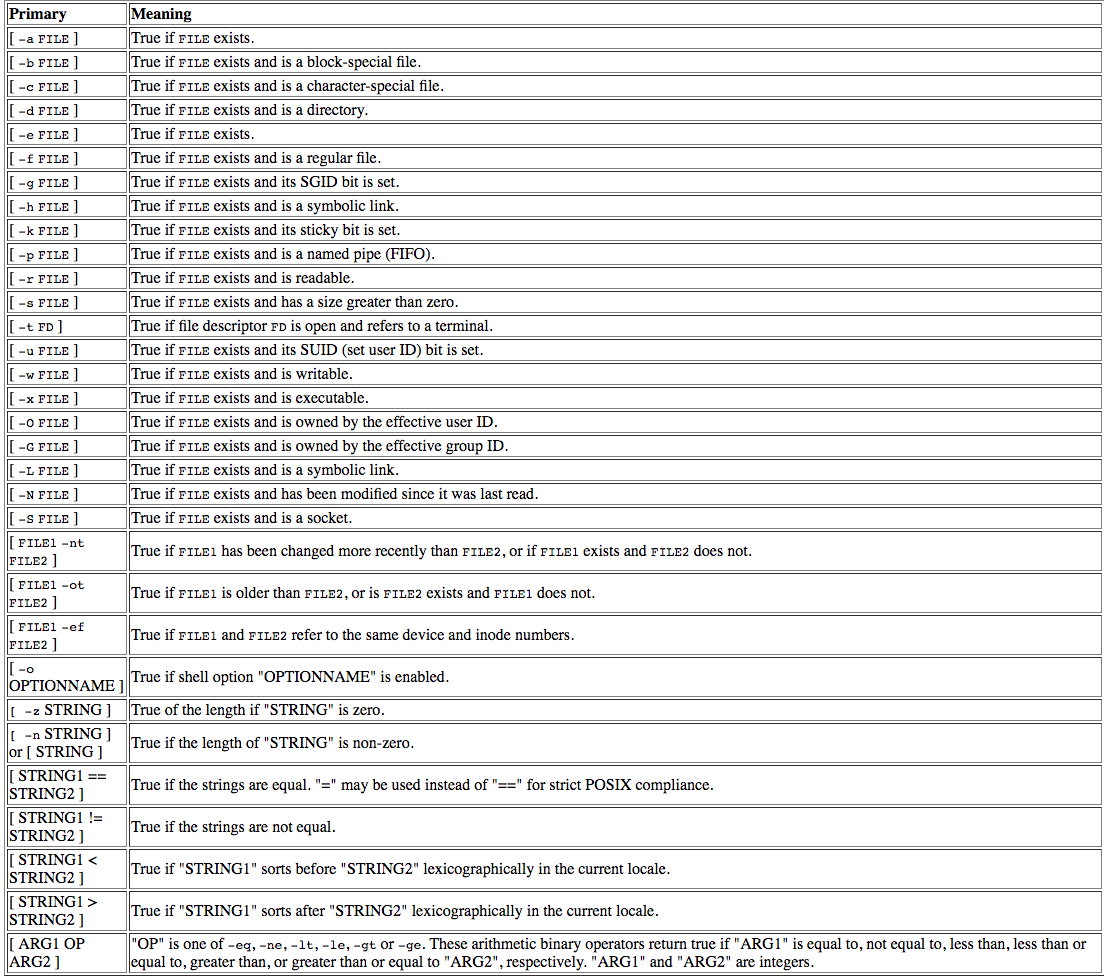 Primary Meaning
[ -a FILE ] True if FILE exists.
[ -b FILE ] True if FILE exists and is a block-special file.
[ -c FILE ] True if FILE exists and is a character-special file.
[ -d FILE ] True if FILE exists and is a directory.
[ -e FILE ] True if FILE exists.
[ -f FILE ] True if FILE exists and is a regular file.
[ -g FILE ] True if FILE exists and its SGID bit is set.
[ -h FILE ] True if FILE exists and is a symbolic link.
[ -k FILE ] True if FILE exists and its sticky bit is set.
[ -p FILE ] True if FILE exists and is a named pipe (FIFO).
[ -r FILE ] True if FILE exists and is readable.
[ -s FILE ] True if FILE exists and has a size greater than zero.
[ -t FD ] True if file descriptor FD is open and refers to a terminal.
[ -u FILE ] True if FILE exists and its SUID (set user ID) bit is set.
[ -w FILE ] True if FILE exists and is writable.
[ -x FILE ] True if FILE exists and is executable.
[ -O FILE ] True if FILE exists and is owned by the effective user ID.
[ -G FILE ] True if FILE exists and is owned by the effective group ID.
[ -L FILE ] True if FILE exists and is a symbolic link.
[ -N FILE ] True if FILE exists and has been modified since it was last read.
[ -S FILE ] True if FILE exists and is a socket.
[ FILE1 -nt
FILE2 ]
True if FILE1 has been changed more recently than FILE2, or if FILE1 exists and FILE2 does not.
[ FILE1 -ot
FILE2 ]
True if FILE1 is older than FILE2, or is FILE2 exists and FILE1 does not.
[ FILE1 -ef
FILE2 ]
True if FILE1 and FILE2 refer to the same device and inode numbers.
[ -o
OPTIONNAME ]
True if shell option "OPTIONNAME" is enabled.
[ -z STRING ] True of the length if "STRING" is zero.
[ -n STRING ]
or [ STRING ]
True if the length of "STRING" is non-zero.
[ STRING1 ==
STRING2 ]
True if the strings are equal. "=" may be used instead of "==" for strict POSIX compliance.
[ STRING1 !=
STRING2 ]
True if the strings are not equal.
[ STRING1 <
STRING2 ]
True if "STRING1" sorts before "STRING2" lexicographically in the current locale.
[ STRING1 >
STRING2 ]
True if "STRING1" sorts after "STRING2" lexicographically in the current locale.
[ ARG1 OP
ARG2 ]
"OP" is one of -eq, -ne, -lt, -le, -gt or -ge. These arithmetic binary operators return true if "ARG1" is equal to, not equal to, less than, less than or
equal to, greater than, or greater than or equal to "ARG2", respectively. "ARG1" and "ARG2" are integers.